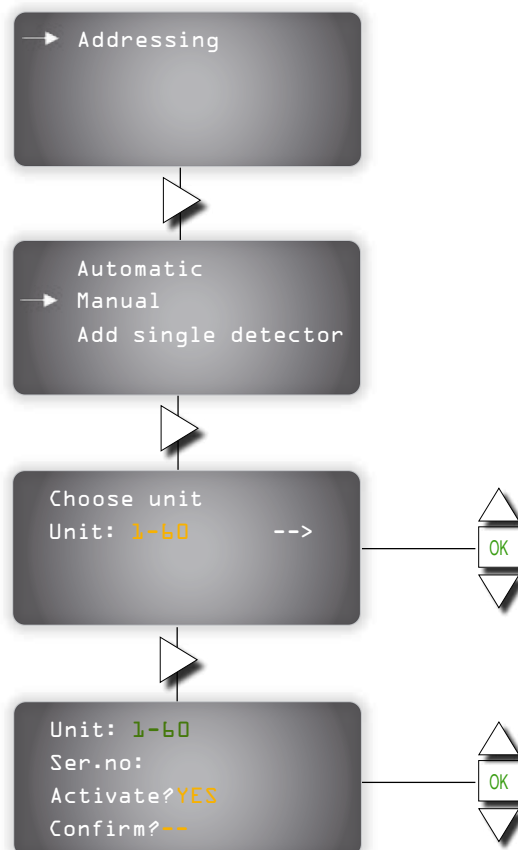 Addressing
Automatic
Manual
Add single detector
Choose unit
Unit: 1-60 -->
OK
Unit: 1-60
Ser.no:
Activate?YES
OK
Confirm?--